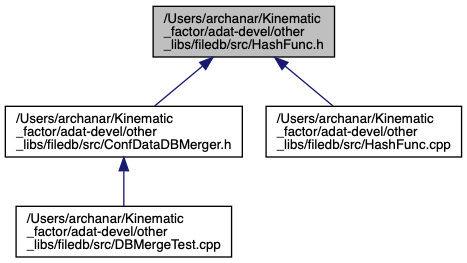 /Users/archanar/Kinematic
_factor/adat-devel/other
_libs/filedb/src/HashFunc.h
/Users/archanar/Kinematic
_factor/adat-devel/other
_libs/filedb/src/ConfDataDBMerger.h
/Users/archanar/Kinematic
_factor/adat-devel/other
_libs/filedb/src/HashFunc.cpp
/Users/archanar/Kinematic
_factor/adat-devel/other
_libs/filedb/src/DBMergeTest.cpp